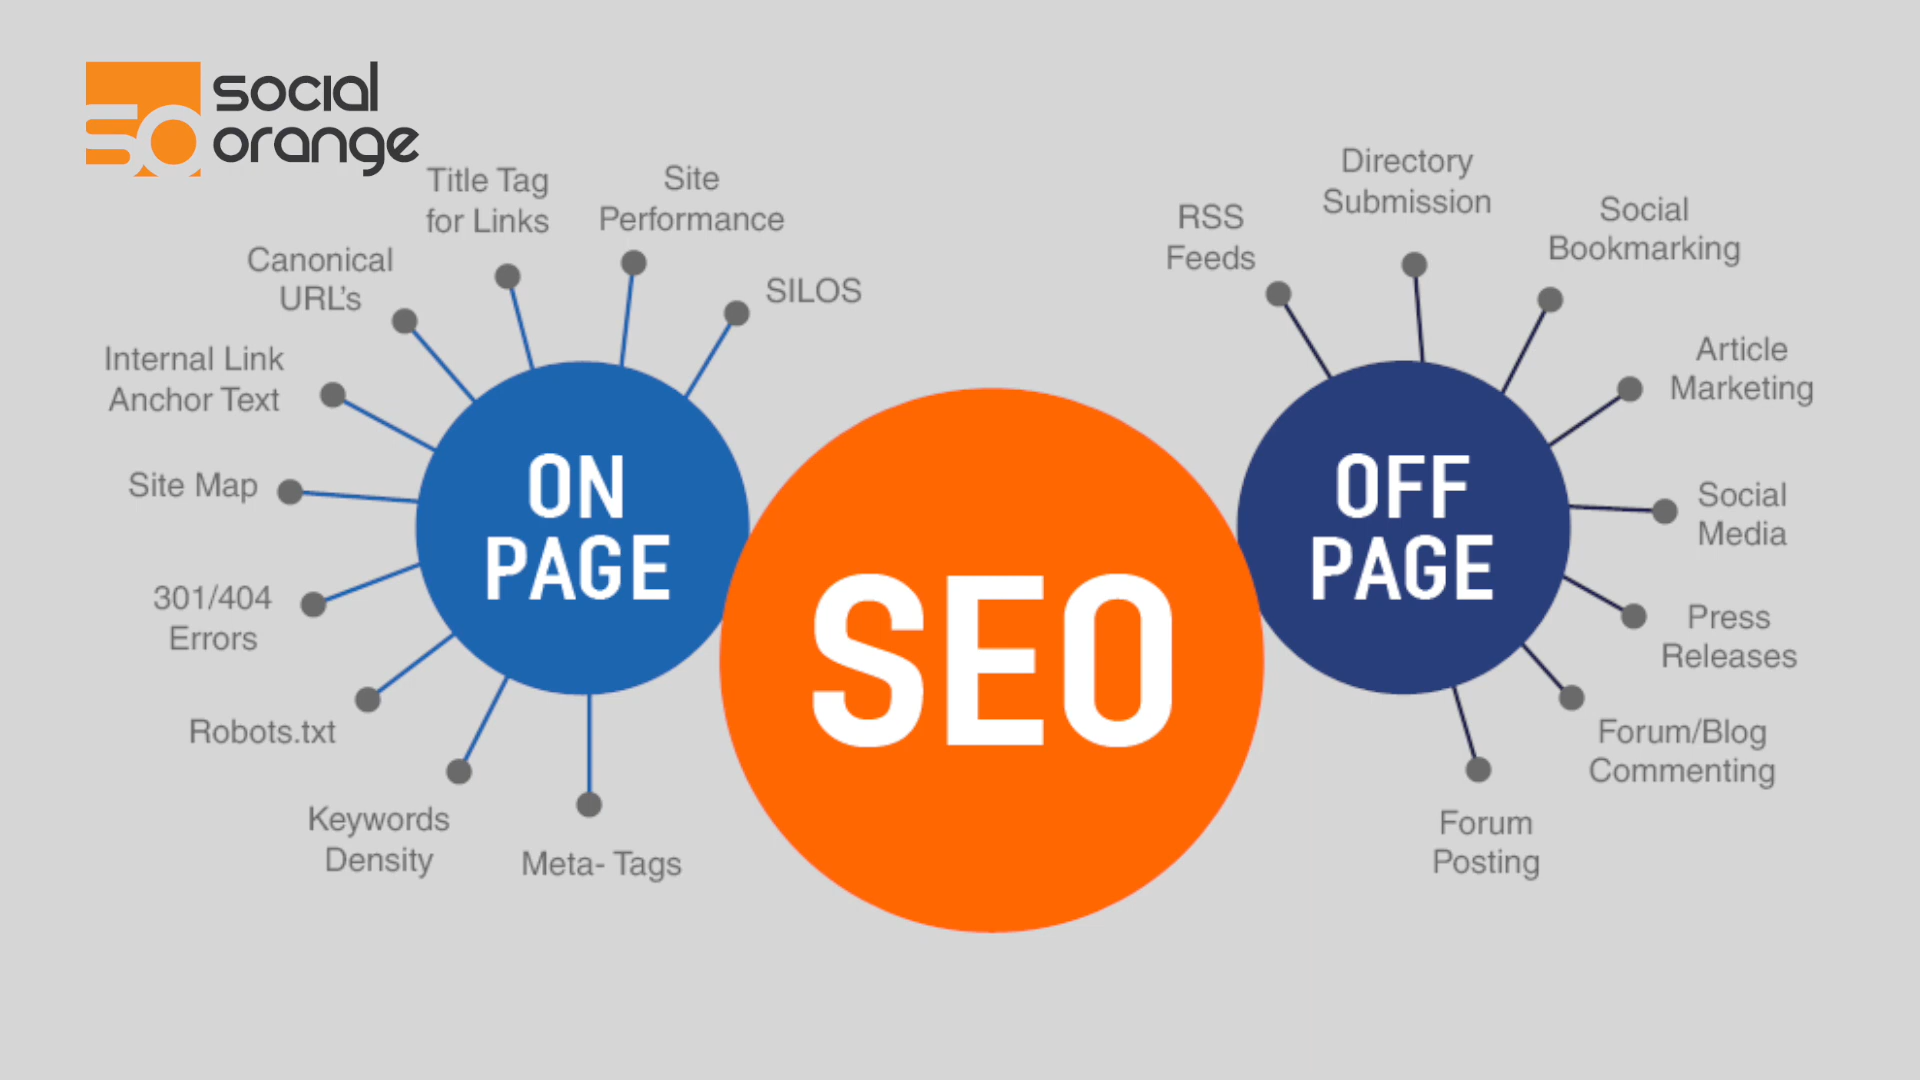 social
orange
Title Tag
for Links
Site
Performance
SILOS
Canonical
URL's
Internal Link
Anchor Text
Site Map
301/404
Errors
Robots.txt
Keywords
Density
Meta- Tags
ON
PAGE
SEO
OFF
PAGE
RSS
Feeds
Directory
Submission
Social
Bookmarking
Article
Marketing
Social
Media
Press
Releases
Forum/Blog
Commenting
Forum
Posting